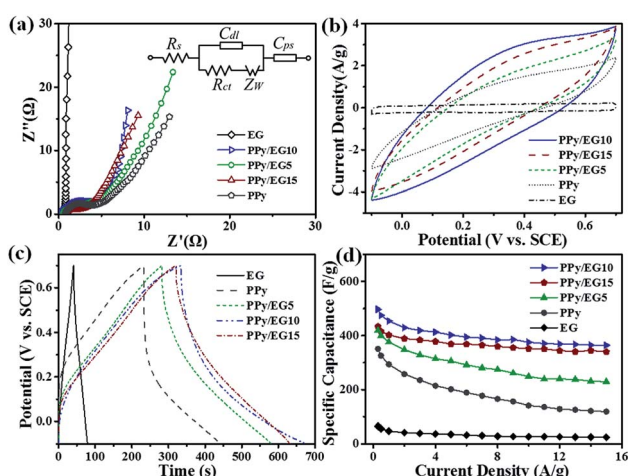 (a)
30
20
10
0
Z''(Ω)
0 10 20 30
Z'(Ω)
Rs
Cdl
Rct ZW
Cps
EG
PPy/EG10
PPy/EG5
PPy/EG15
PPy
(b)
4
2
0
-2
-4
Current Density(A/g)
0.0 0.2 0.4 0.6
Potential (V vs. SCE)
PPy/EG10
PPy/EG15
PPy/EG5
PPy
EG
(c)
0.6
0.4
0.2
0.0
Potential (V vs. SCE)
0 100 200 300 400 500 600 700
Time (s)
EG
PPy
PPy/EG5
PPy/EG10
PPy/EG15
(d)
600
400
200
0
Specific Capacitance (F/g)
0 4 8 12 16
Current Density (A/g)
PPy/EG10
PPy/EG15
PPy/EG5
PPy
EG